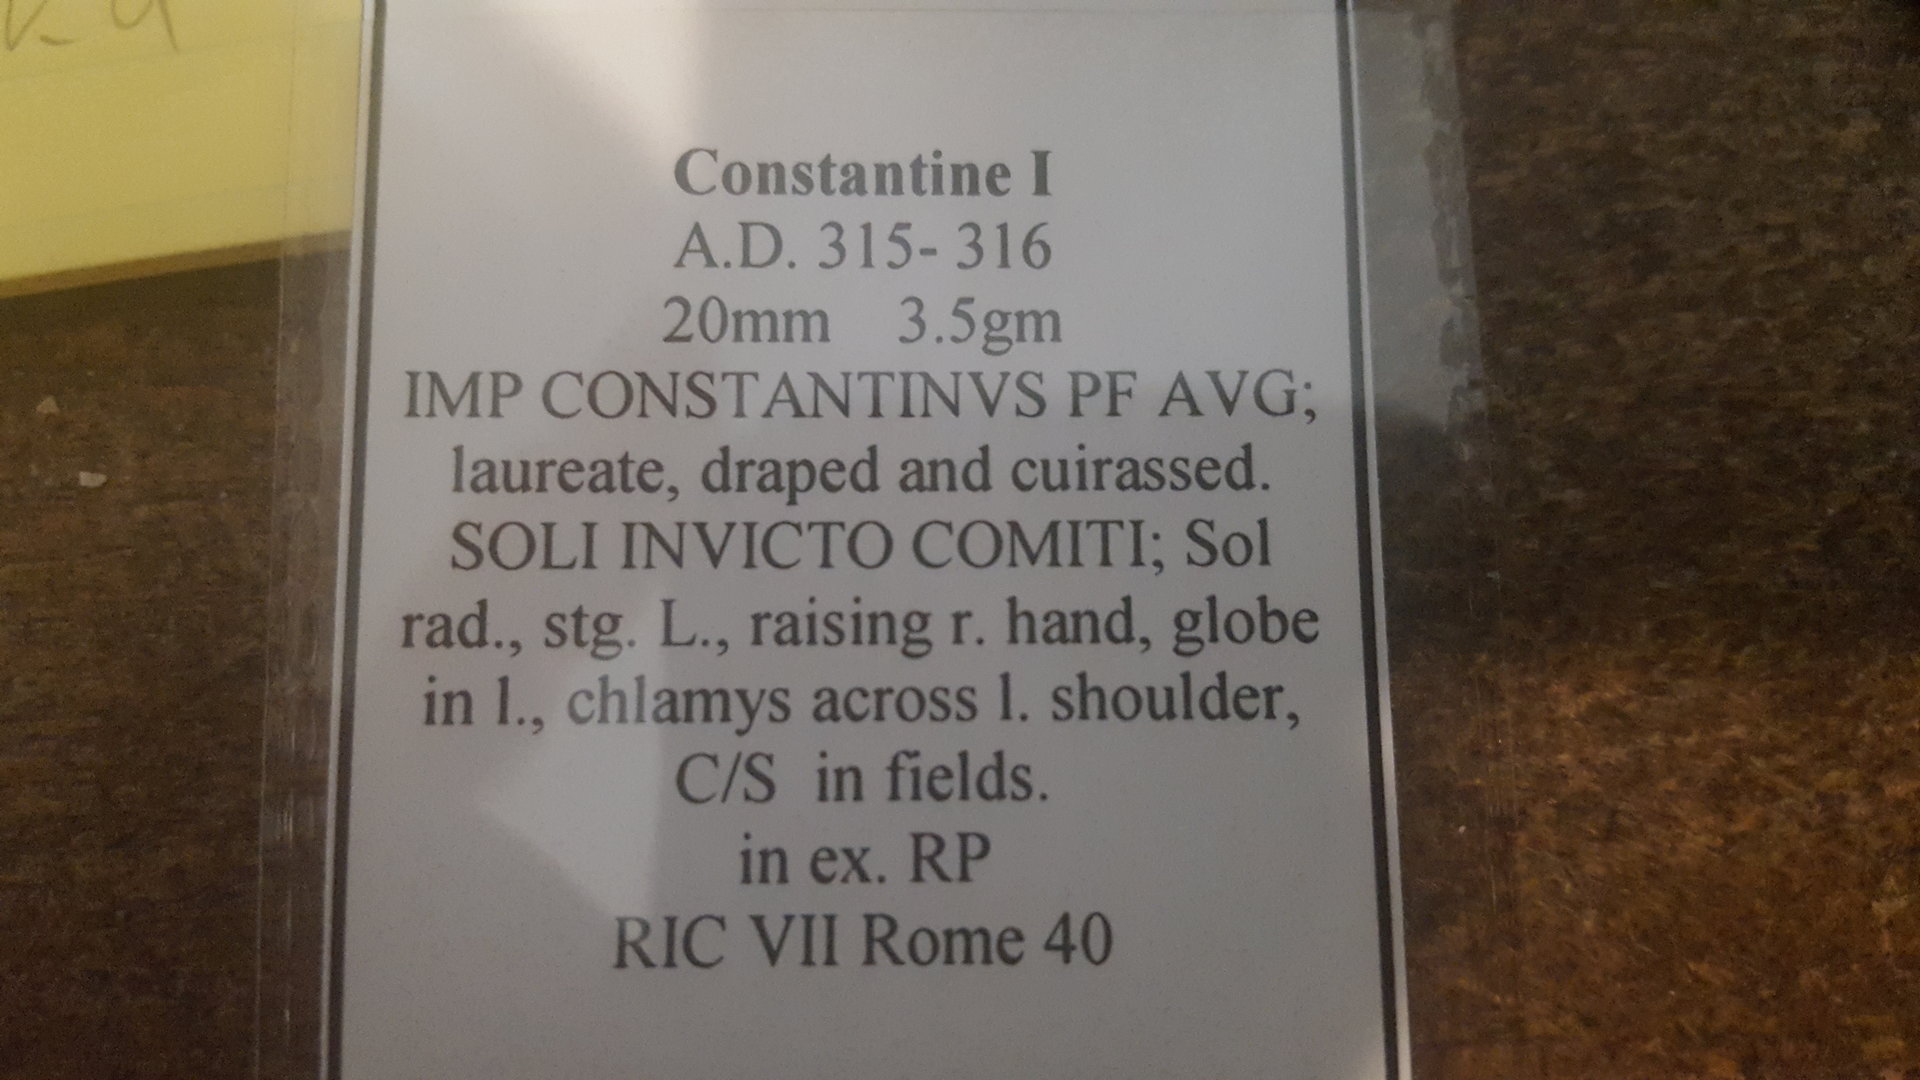 Constantine I
A.D. 315- 316
20mm 3.5gm
IMP CONSTANTINVS PF AVG;
laureate, draped and cuirassed.
SOLI INVICTO COMITI; Sol
rad., stg. L., raising r. hand, globe
in l., chlamys across l. shoulder,
C/S in fields.
in ex. RP
RIC VII Rome 40